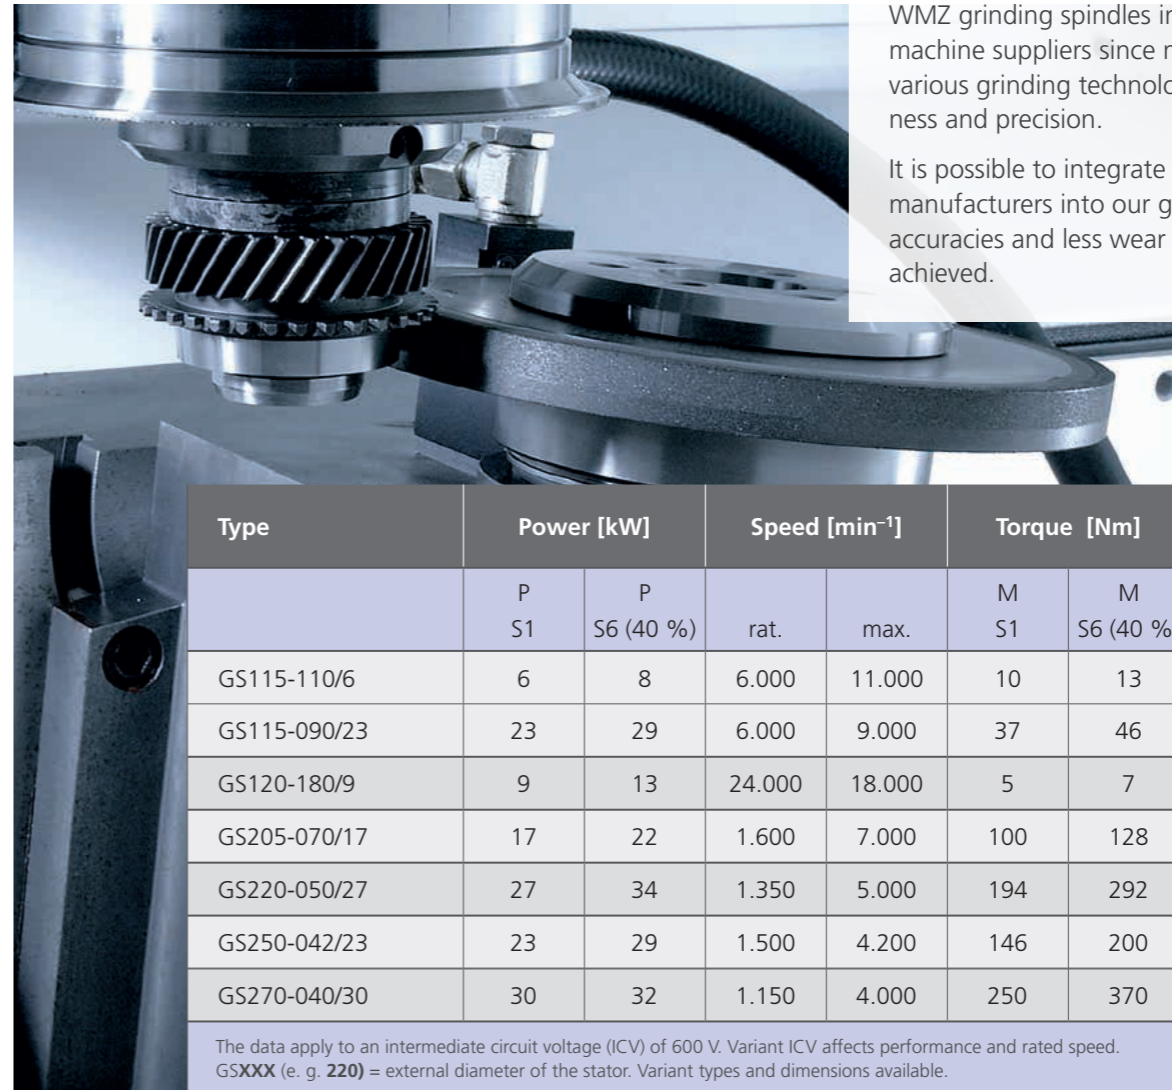 WMZ grinding spindles
machine suppliers since
various grinding
ness and precision.
It is possible to integrate
manufacturers into our
accuracies and less wear
achieved.
Type Power [kW] Speed [min⁻¹] Torque [Nm]
P P M M
S1 S6 (40 %) rat. max. S1 S6 (40 %
GS115-110/6 6 8 6.000 11.000 10 13
GS115-090/23 23 29 6.000 9.000 37 46
GS120-180/9 9 13 24.000 18.000 5 7
GS205-070/17 17 22 1.600 7.000 100 128
GS220-050/27 27 34 1.350 5.000 194 292
GS250-042/23 23 29 1.500 4.200 146 200
GS270-040/30 30 32 1.150 4.000 250 370
The data apply to an intermediate circuit voltage (ICV) of 600 V. Variant ICV affects performance and rated speed.
GSXXX (e. g. 220) = external diameter of the stator. Variant types and dimensions available.